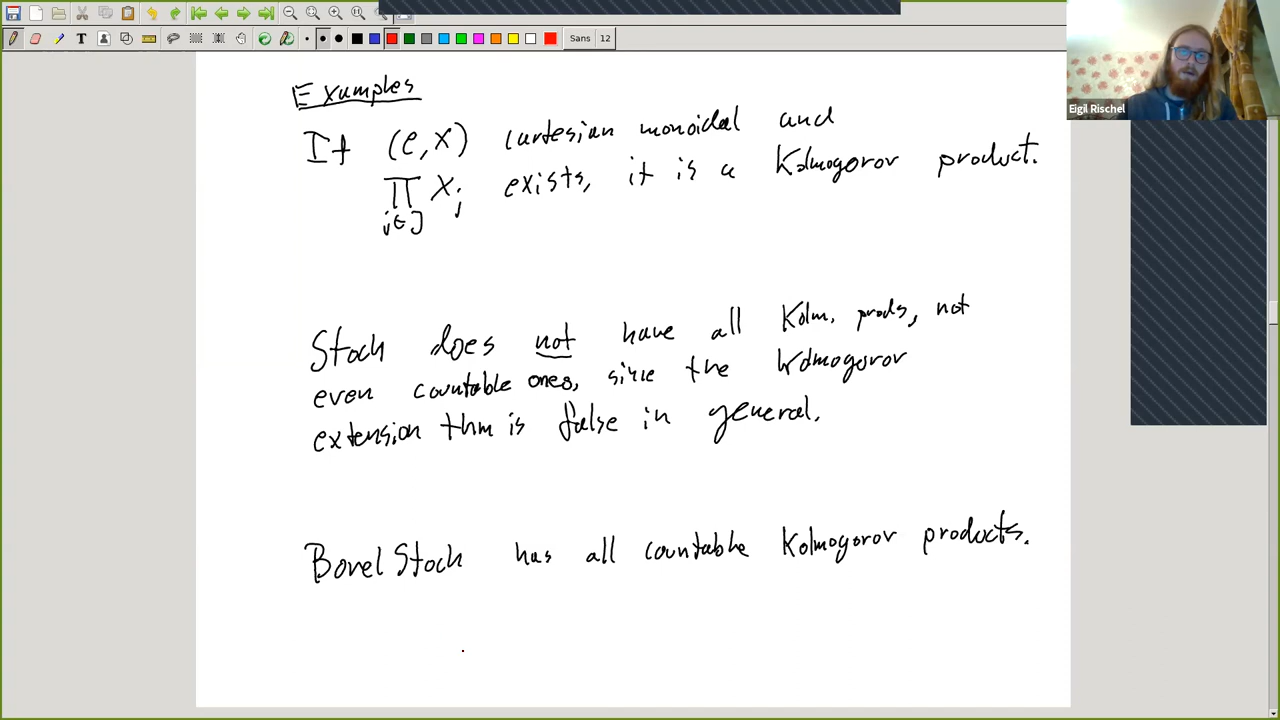 Sans 12
Eigil Rischel
Examples
If (C, X) cartesian monoidal and
∏ X_j exists, it is a Kolmogorov product.
j∈J
Stoch does not have all Kolm. prods, not
even countable ones, since the Kolmogorov
extension thm is false in general.
Borel Stoch has all countable Kolmogorov products.